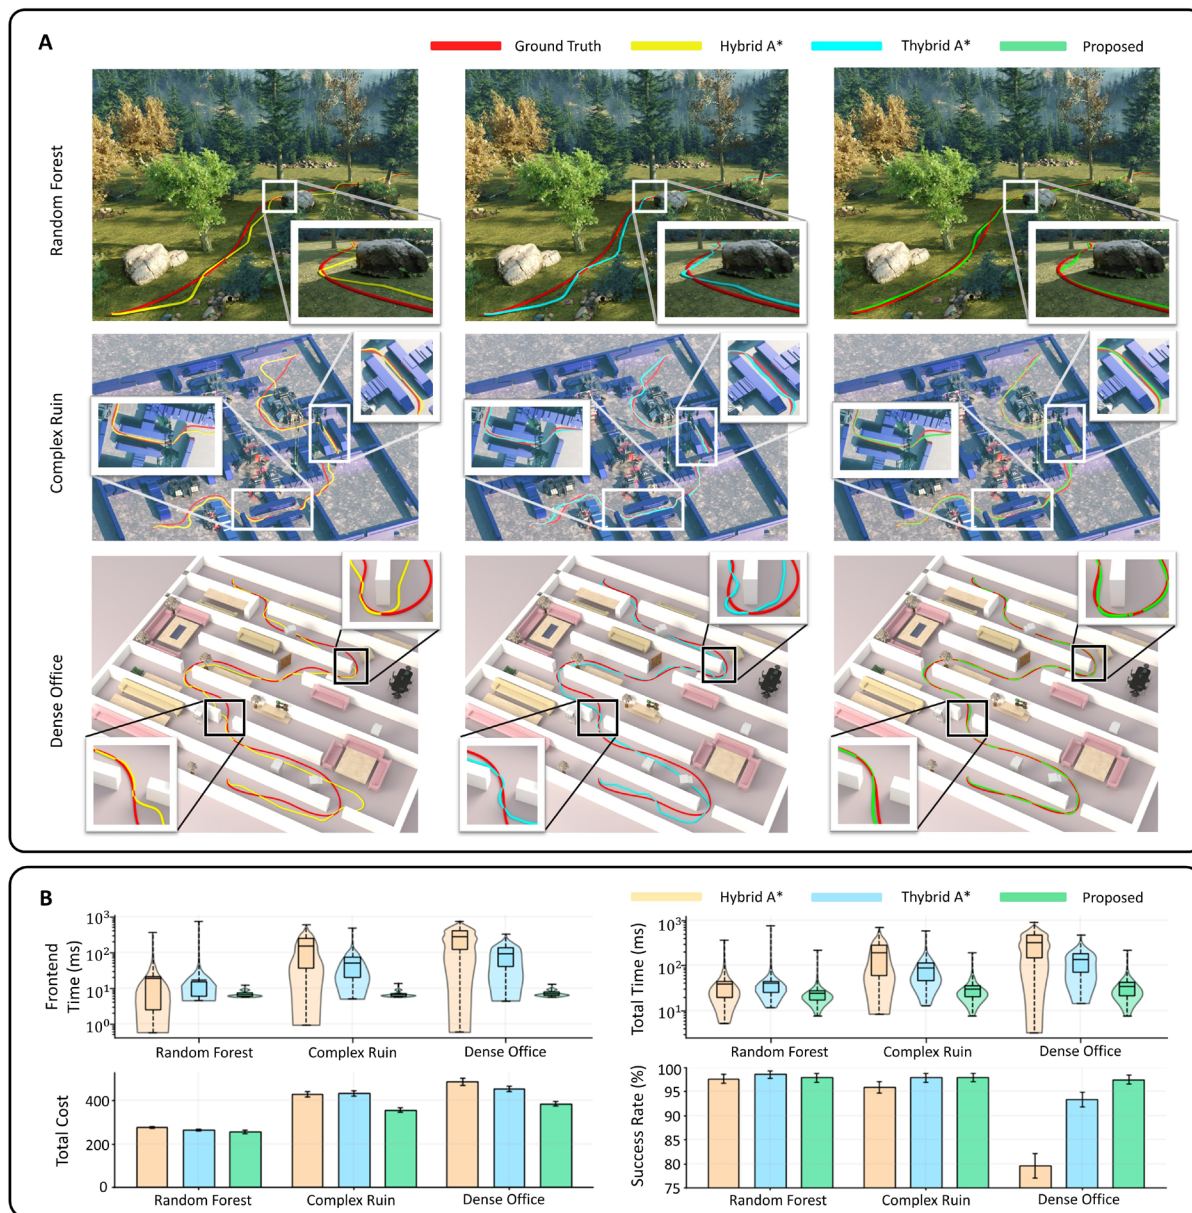 A
Ground Truth
Hybrid A*
Thybrid A*
Proposed
Random Forest
Complex Ruin
Dense Office
B
Hybrid A*
Thybrid A*
Proposed
Frontend
Time (ms)
10³
10²
10¹
10⁰
Random Forest
Complex Ruin
Dense Office
Total Time (ms)
10³
10²
10¹
Random Forest
Complex Ruin
Dense Office
Total Cost
400
200
0
Random Forest
Complex Ruin
Dense Office
Success Rate (%)
100
95
90
85
80
75
Random Forest
Complex Ruin
Dense Office